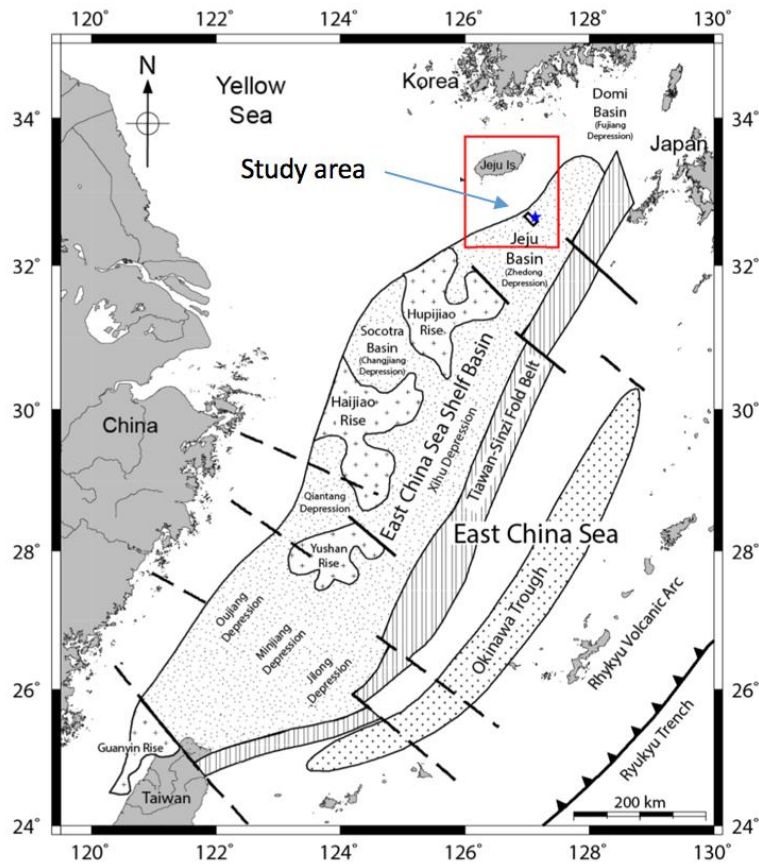 120° 122° 124° 126° 128° 130°
34°
32°
30°
28°
26°
24°
N
Yellow
Sea
Korea
Domi
Basin
(Fujiang
Depression)
Japan
34°
Jeju Is.
Study area
Jeju
Basin
(Zhedong
Depression)
32°
Hupijiao
Rise
Socotra
Basin
(Changjiang
Depression)
Haijiao
Rise
China
30°
East China Sea Shelf Basin
Xihu Depression
Tiawan-Sinzi Fold Belt
Qiantang
Depression
East China Sea
28°
Yushan
Rise
Oujiang
Depression
Minjiang
Depression
Jilong
Depression
Okinawa Trough
Rhykyu Volcanic Arc
26°
Guanyin Rise
Ryukyu Trench
Taiwan
200 km
24°
120° 122° 124° 126° 128° 130°